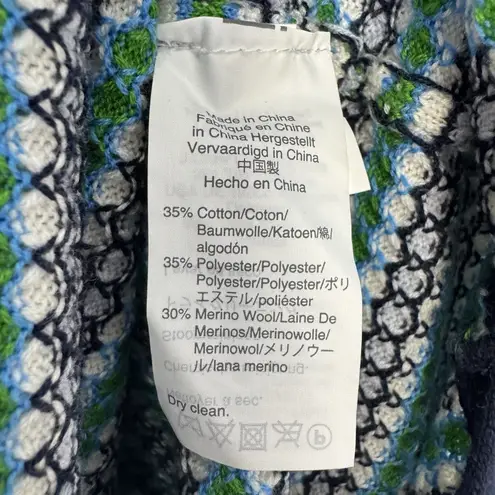 Made in China
Fabriqué en Chine
in China Hergestellt
Vervaardigd in China
中国製
Hecho en China
35% Cotton/Coton/
Baumwolle/Katoen/綿/
algodón
35% Polyester/Polyester/
Polyester/Polyester/ポリ
エステル/poliéster
30% Merino Wool/Laine De
Merinos/Merinowolle/
Merinowol/メリノウー
ル/lana merino
Dry clean.